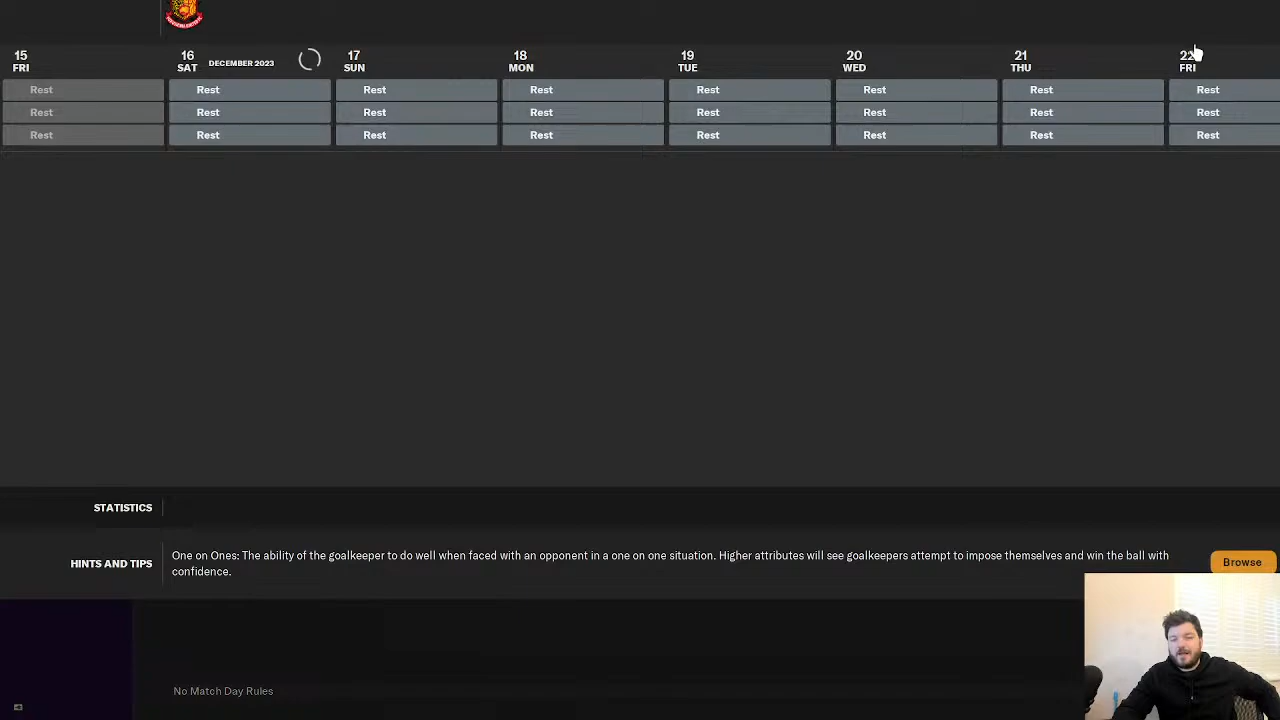 15
FRI
16
SAT
DECEMBER 2023
17
SUN
18
MON
19
TUE
20
WED
21
THU
22
FRI
Rest Rest Rest Rest Rest Rest Rest Rest
Rest Rest Rest Rest Rest Rest Rest Rest
Rest Rest Rest Rest Rest Rest Rest Rest
STATISTICS
HINTS AND TIPS
One on Ones: The ability of the goalkeeper to do well when faced with an opponent in a one on one situation. Higher attributes will see goalkeepers attempt to impose themselves and win the ball with
confidence.
Browse
No Match Day Rules